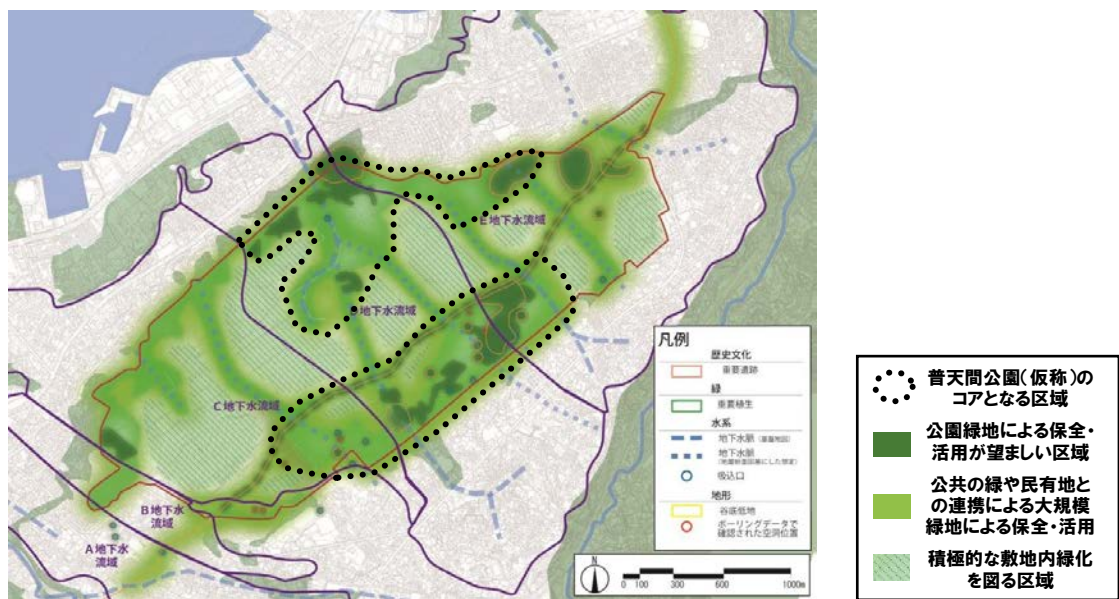 E地下水流域
D地下水流域
C地下水流域
B地下水
流域
A地下水
流域
凡例
歴史文化
重要遺跡
緑
重要植生
水系
地下水脈（基盤地図）
地下水脈
吸込口
地形
谷底低地
ボーリングデータで
確認された空洞位置
N
0 100 300 600 1000m
普天間公園(仮称)の
コアとなる区域
公園緑地による保全・
活用が望ましい区域
公共の緑や民有地と
の連携による大規模
緑地による保全・活用
積極的な敷地内緑化
を図る区域